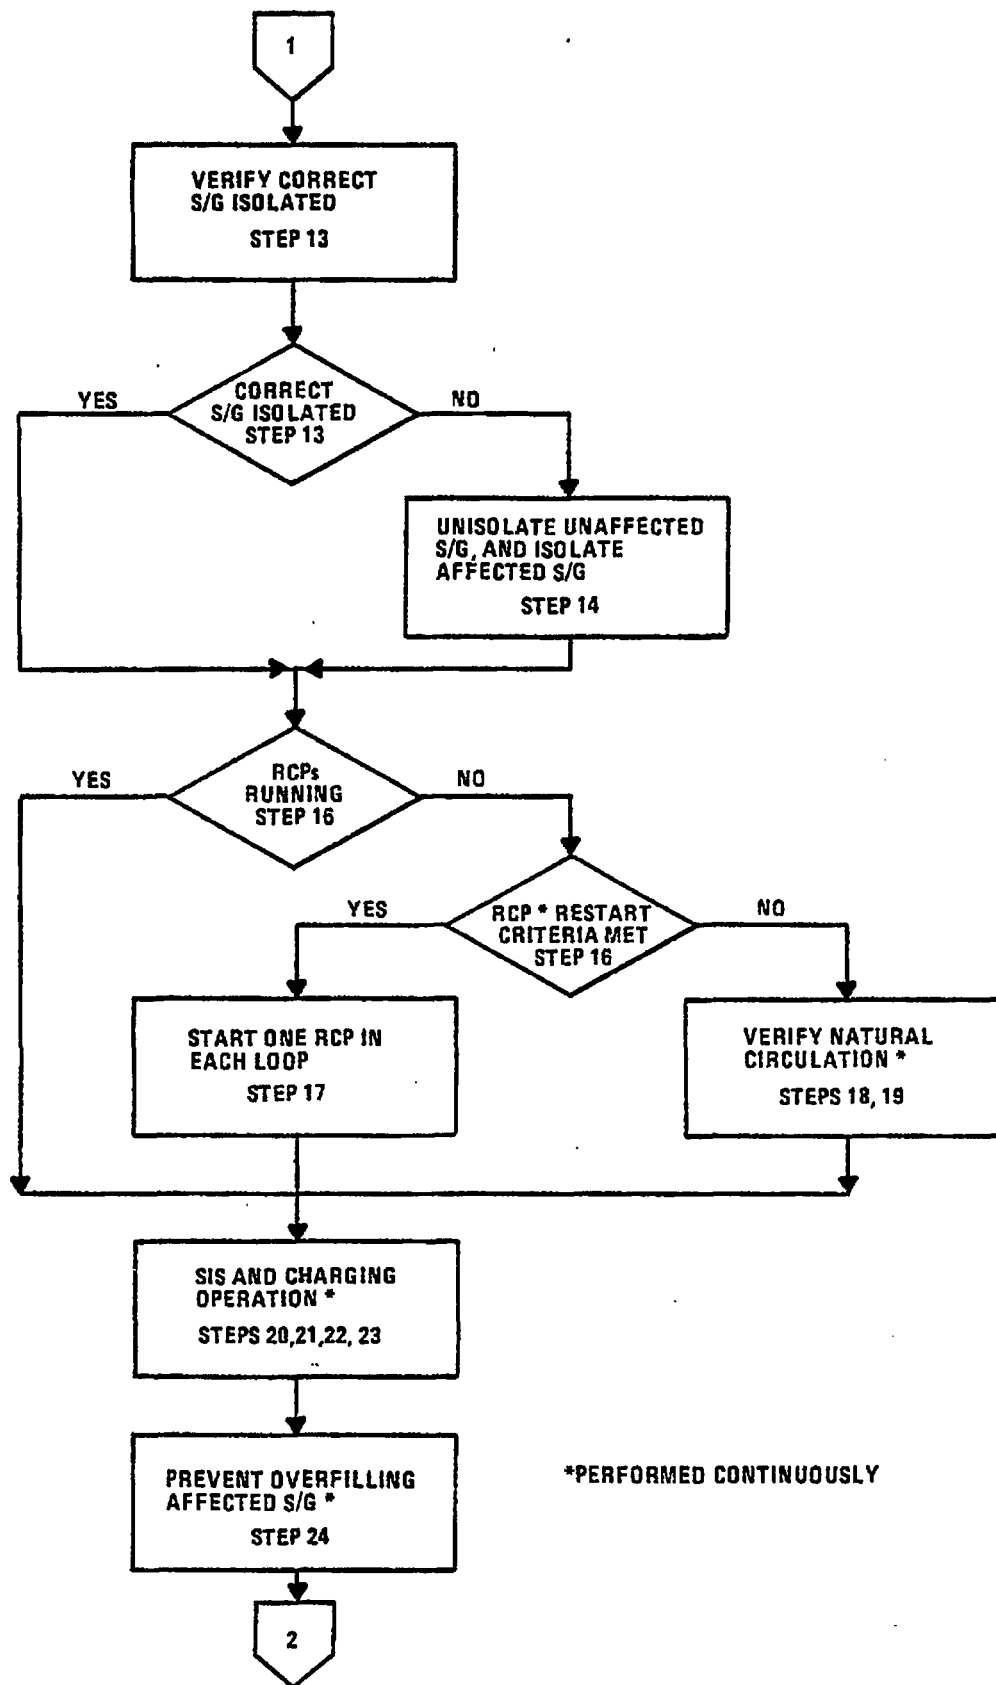 1
VERIFY CORRECT
S/G ISOLATED
STEP 13
CORRECT
S/G ISOLATED
STEP 13
YES
NO
UNISOLATE UNAFFECTED
S/G, AND ISOLATE
AFFECTED S/G
STEP 14
RCPs
RUNNING
STEP 16
YES
NO
RCP * RESTART
CRITERIA MET
STEP 16
YES
NO
START ONE RCP IN
EACH LOOP
STEP 17
VERIFY NATURAL
CIRCULATION *
STEPS 18, 19
SIS AND CHARGING
OPERATION *
STEPS 20,21,22, 23
PREVENT OVERFILLING
AFFECTED S/G *
STEP 24
*PERFORMED CONTINUOUSLY
2